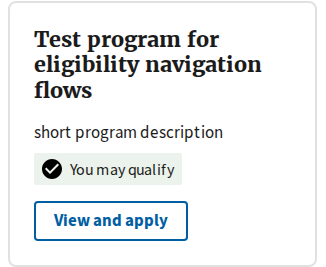 Test program for
eligibility navigation
flows
short program description
You may qualify
View and apply